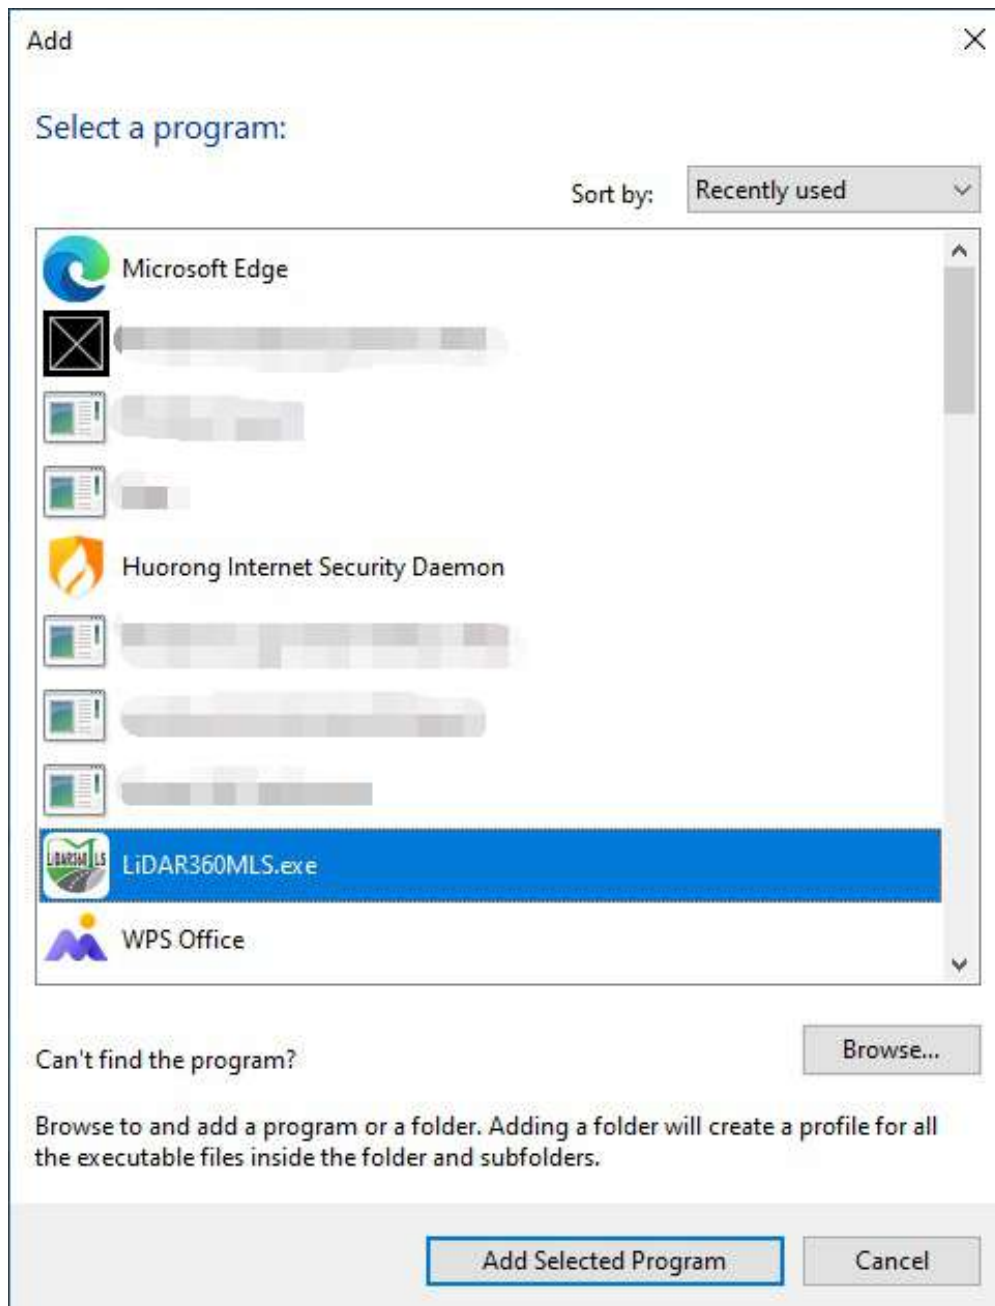 Add
Select a program:
Sort by: Recently used
Microsoft Edge
Huorong Internet Security Daemon
LiDAR360MLS.exe
WPS Office
Can't find the program? Browse...
Browse to and add a program or a folder. Adding a folder will create a profile for all
the executable files inside the folder and subfolders.
Add Selected Program Cancel